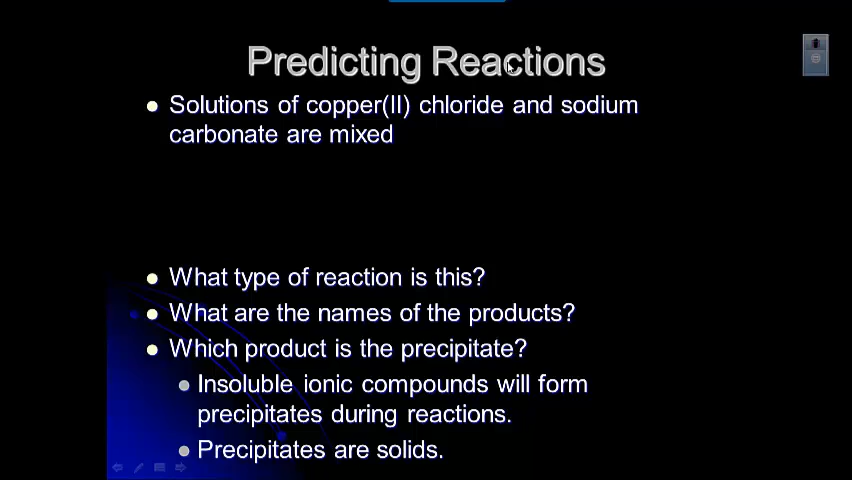 Predicting Reactions
Solutions of copper(II) chloride and sodium
carbonate are mixed
What type of reaction is this?
What are the names of the products?
Which product is the precipitate?
Insoluble ionic compounds will form
precipitates during reactions.
Precipitates are solids.